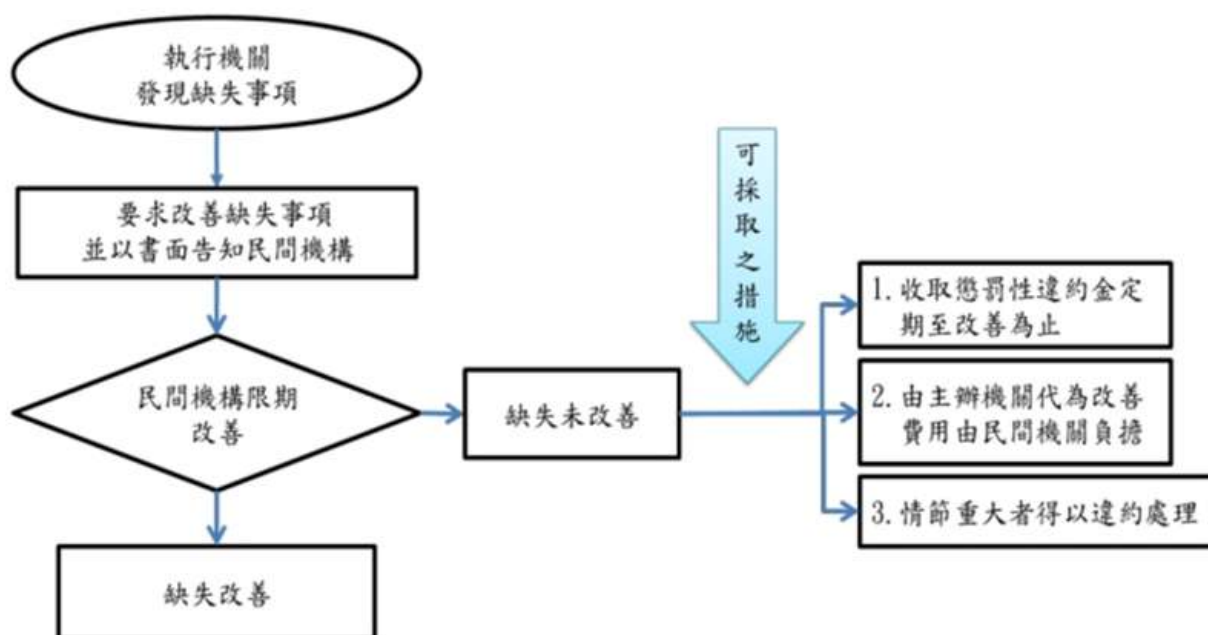 執行機關
發現缺失事項
要求改善缺失事項
並以書面告知民間機構
民間機構限期
改善
缺失改善
缺失未改善
可採取之措施
1. 收取懲罰性違約金定
期至改善為止
2. 由主辦機關代為改善
費用由民間機關負擔
3. 情節重大者得以違約處理